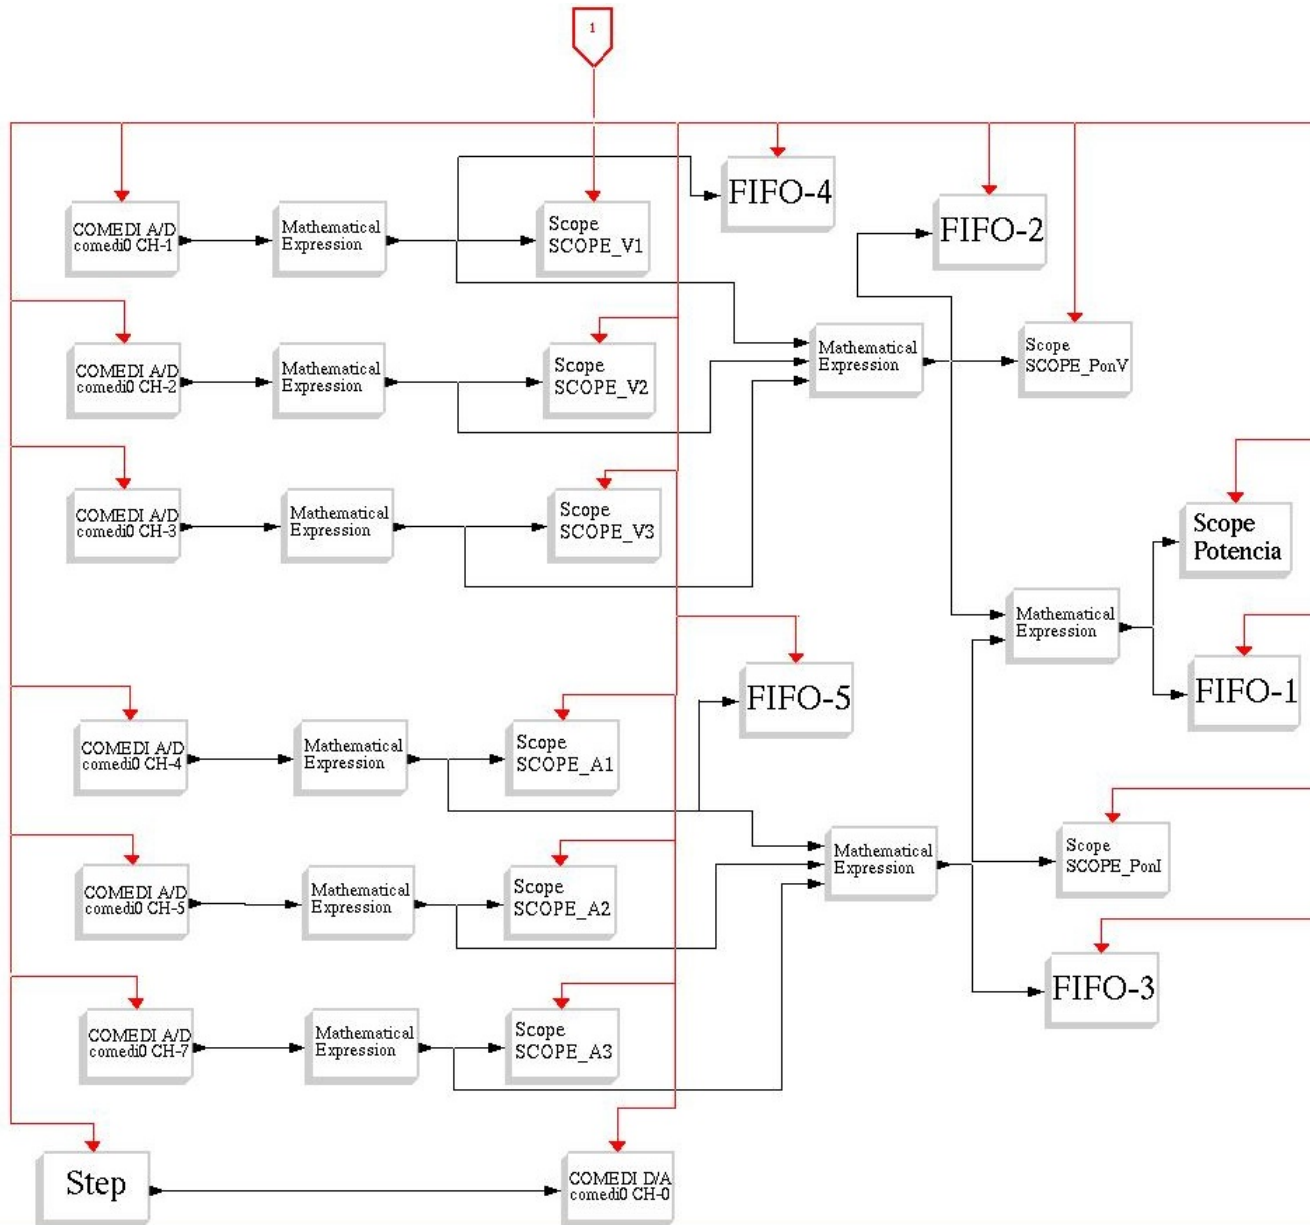 1
FIFO-4
FIFO-2
COMEDI A/D
comedi0 CH-1
Mathematical
Expression
Scope
SCOPE_V1
COMEDI A/D
comedi0 CH-2
Mathematical
Expression
Scope
SCOPE_V2
Mathematical
Expression
Scope
SCOPE_PonV
COMEDI A/D
comedi0 CH-3
Mathematical
Expression
Scope
SCOPE_V3
Scope
Potencia
Mathematical
Expression
FIFO-5
FIFO-1
COMEDI A/D
comedi0 CH-4
Mathematical
Expression
Scope
SCOPE_A1
COMEDI A/D
comedi0 CH-5
Mathematical
Expression
Scope
SCOPE_A2
Mathematical
Expression
Scope
SCOPE_PonI
FIFO-3
COMEDI A/D
comedi0 CH-7
Mathematical
Expression
Scope
SCOPE_A3
Step
COMEDI D/A
comedi0 CH-0